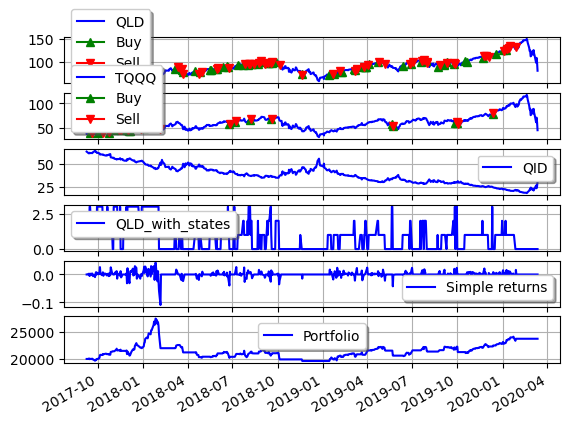 QLD
Buy
Sell
150
100
TQQQ
Buy
Sell
100
50
50
25
QID
2.5
0.0
QLD_with_states
0.0
−0.1
Simple returns
25000
20000
Portfolio
2017-10
2018-01
2018-04
2018-07
2018-10
2019-01
2019-04
2019-07
2019-10
2020-01
2020-04